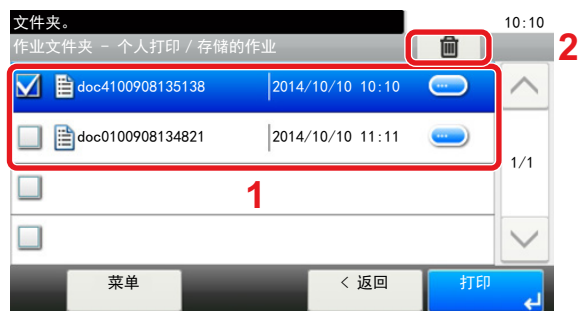 文件夹。
10:10
作业文件夹 - 个人打印 / 存储的作业
2
doc4100908135138 2014/10/10 10:10
doc0100908134821 2014/10/10 11:11
1/1
1
菜单 < 返回 打印